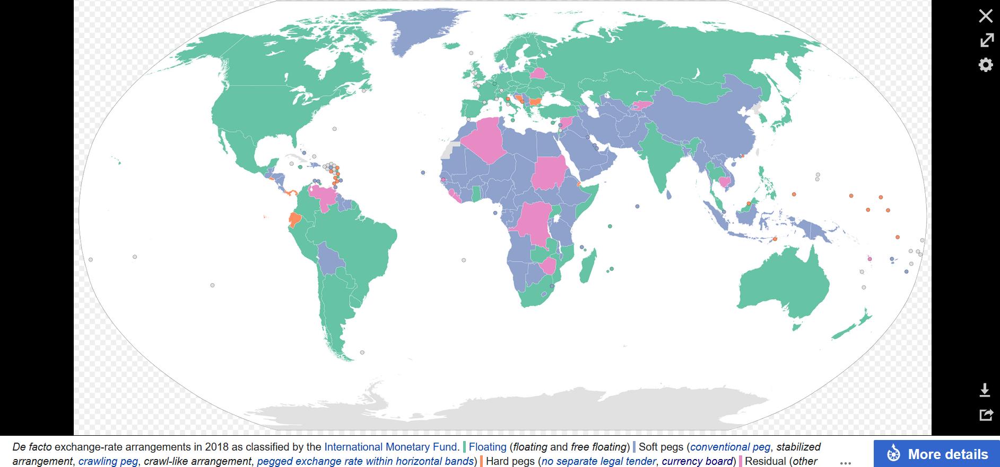 De facto exchange-rate arrangements in 2018 as classified by the International Monetary Fund. Floating (floating and free floating) Soft pegs (conventional peg, stabilized
arrangement, crawling peg, crawl-like arrangement, pegged exchange rate within horizontal bands) Hard pegs (no separate legal tender, currency board) Residual (other
...
More details